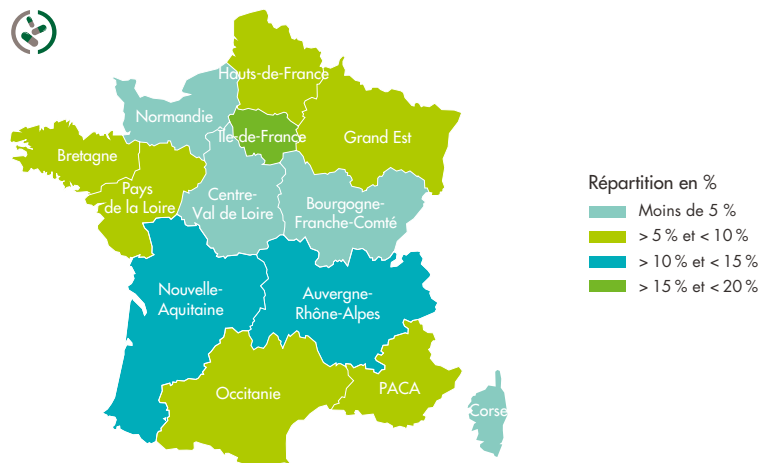 Hauts-de-France
Normandie
Île-de-France
Grand Est
Bretagne
Pays
de la Loire
Centre-
Val de Loire
Bourgogne-
Franche-Comté
Nouvelle-
Aquitaine
Auvergne-
Rhône-Alpes
Occitanie
PACA
Corse
Répartition en %
Moins de 5 %
> 5 % et < 10 %
> 10 % et < 15 %
> 15 % et < 20 %